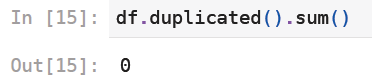 In [15]: df.duplicated().sum()
Out[15]: 0